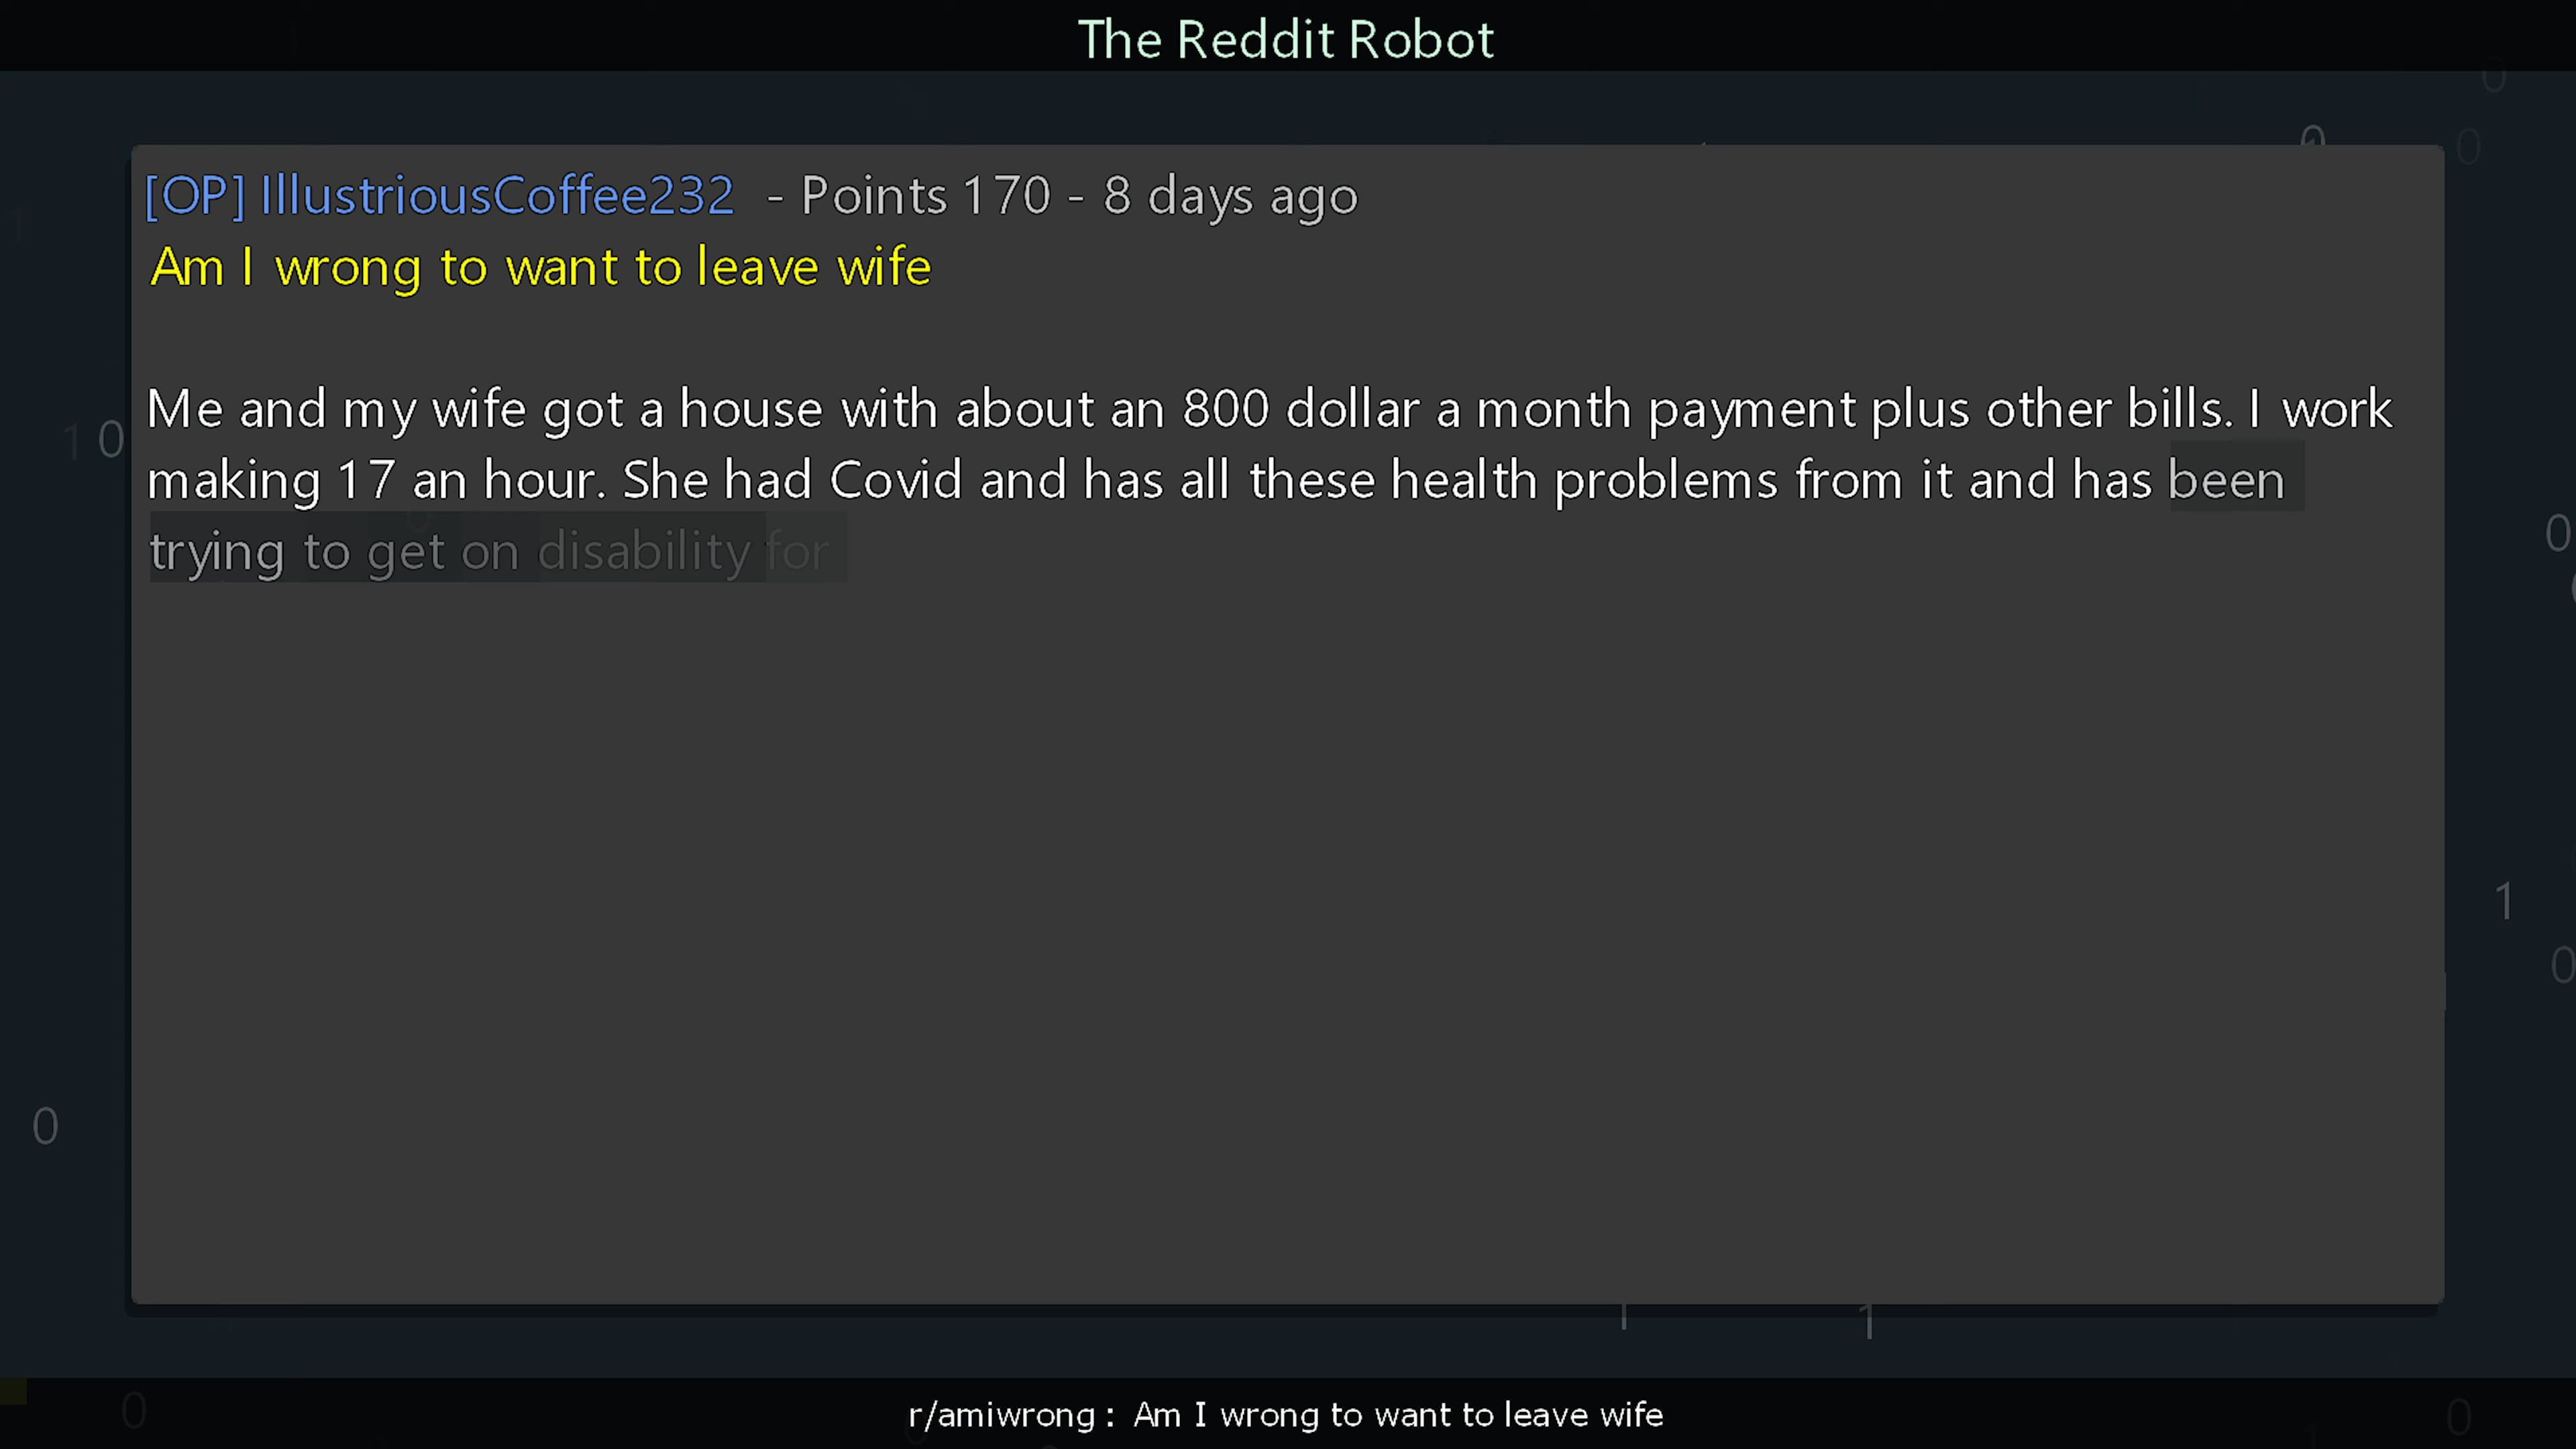 The Reddit Robot
[OP] IllustriousCoffee232 - Points 170 - 8 days ago
Am I wrong to want to leave wife
Me and my wife got a house with about an 800 dollar a month payment plus other bills. I work
making 17 an hour. She had Covid and has all these health problems from it and has been
trying to get on disability for
r/amiwrong : Am I wrong to want to leave wife